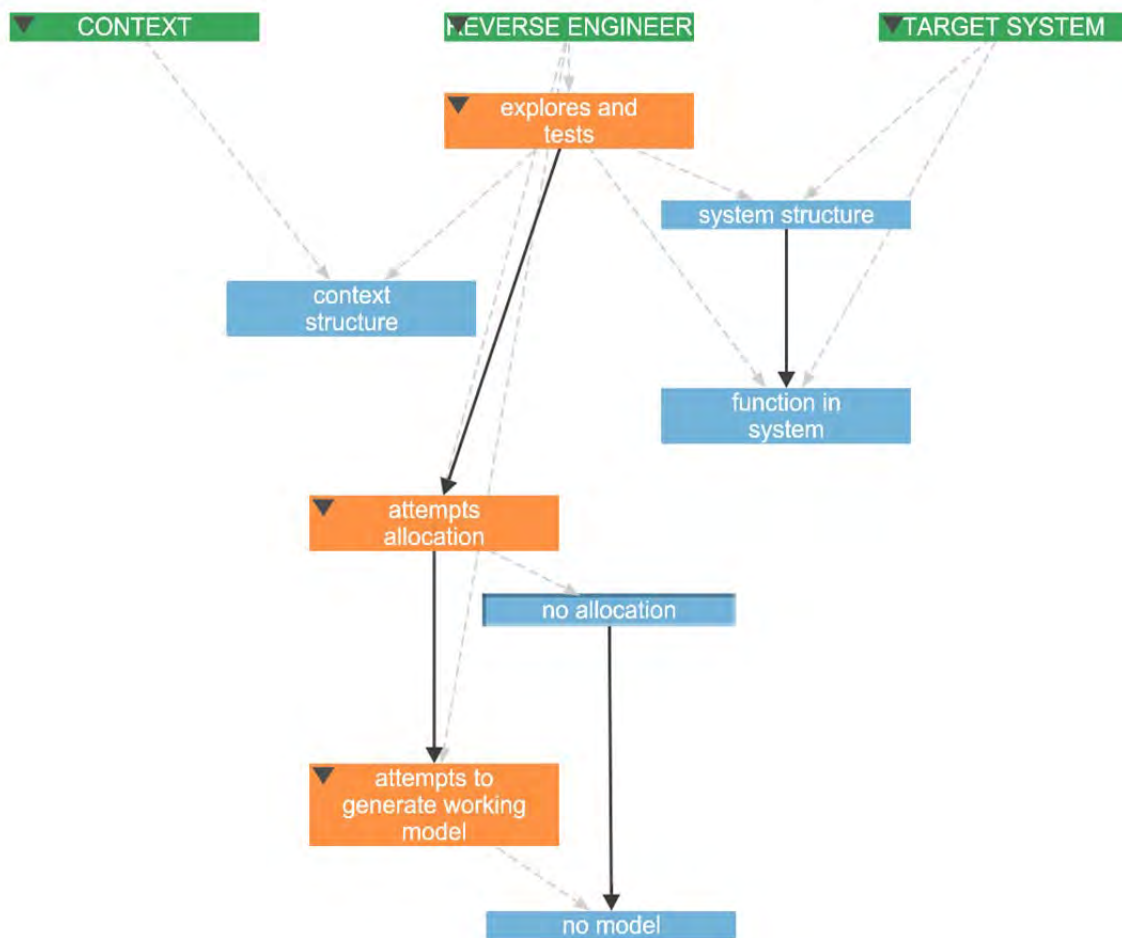 CONTEXT
REVERSE ENGINEER
TARGET SYSTEM
explores and
tests
system structure
context
structure
function in
system
attempts
allocation
no allocation
attempts to
generate working
model
no model